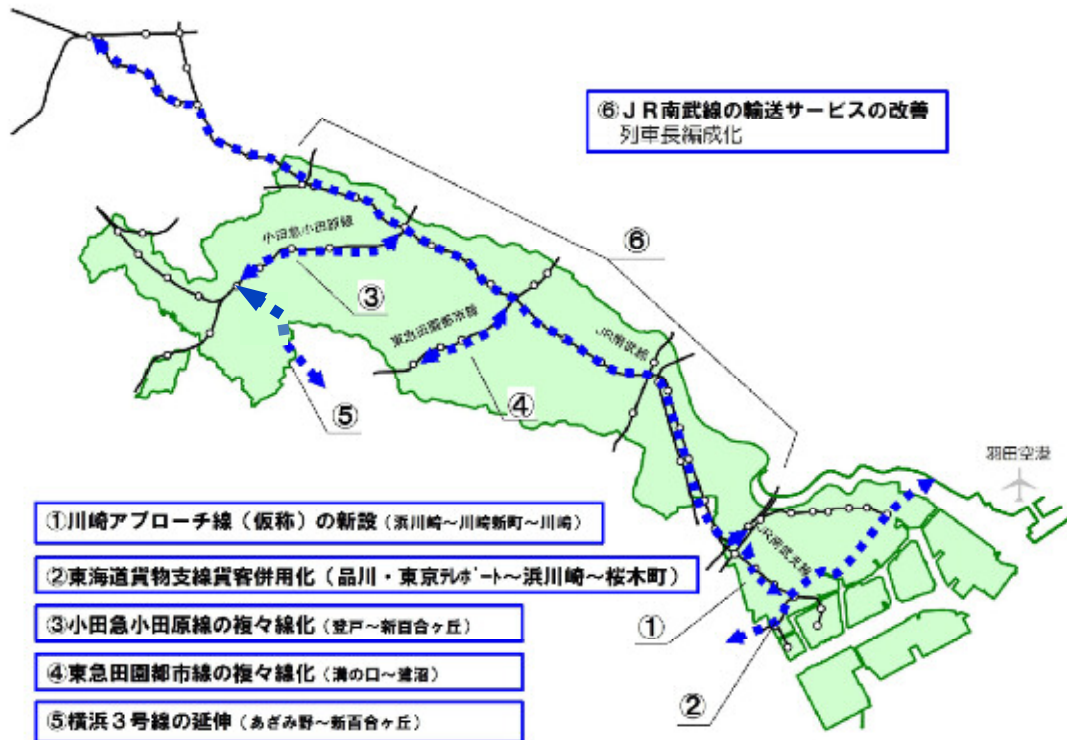 ⑥ＪＲ南武線の輸送サービスの改善
列車長編成化
⑥
小田急小田原線
③
東急田園都市線
JR南武線
④
⑤
羽田空港
JR南武支線
①川崎アプローチ線（仮称）の新設（浜川崎～川崎新町～川崎）
②東海道貨物支線貨客併用化（品川・東京ﾃﾚﾎﾟｰﾄ～浜川崎～桜木町）
①
③小田急小田原線の複々線化（登戸～新百合ヶ丘）
④東急田園都市線の複々線化（溝の口～鷺沼）
②
⑤横浜３号線の延伸（あざみ野～新百合ヶ丘）